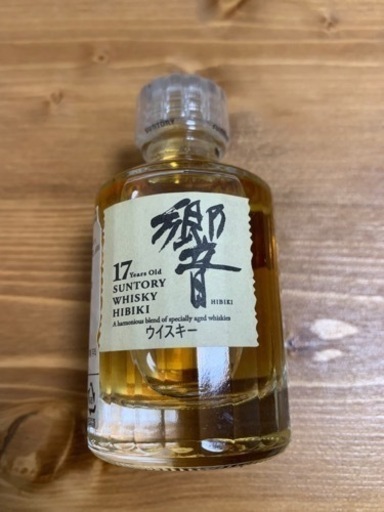 SUNTORY
響
17 Years Old
SUNTORY
WHISKY
HIBIKI
HIBIKI
A harmonious blend of specially aged whiskies
ウイスキー